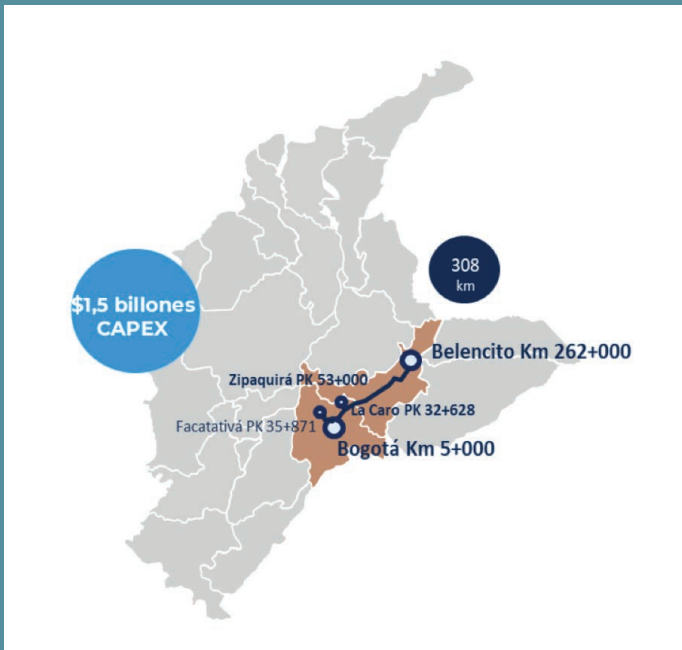 $1,5 billones
CAPEX
308
km
Belencito Km 262+000
Zipaquirá PK 53+000
La Caro PK 32+628
Facatativá PK 35+871
Bogotá Km 5+000